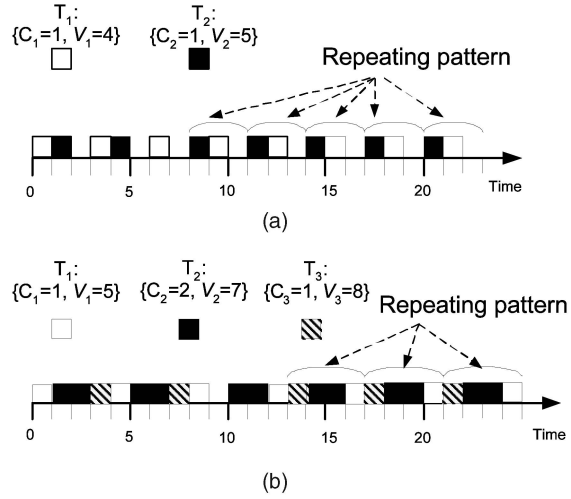 T₁: T₂:
{C₁=1, V₁=4} {C₂=1, V₂=5}
Repeating pattern
0 5 10 15 20 Time
(a)
T₁: T₂: T₃:
{C₁=1, V₁=5} {C₂=2, V₂=7} {C₃=1, V₃=8}
Repeating pattern
0 5 10 15 20 Time
(b)